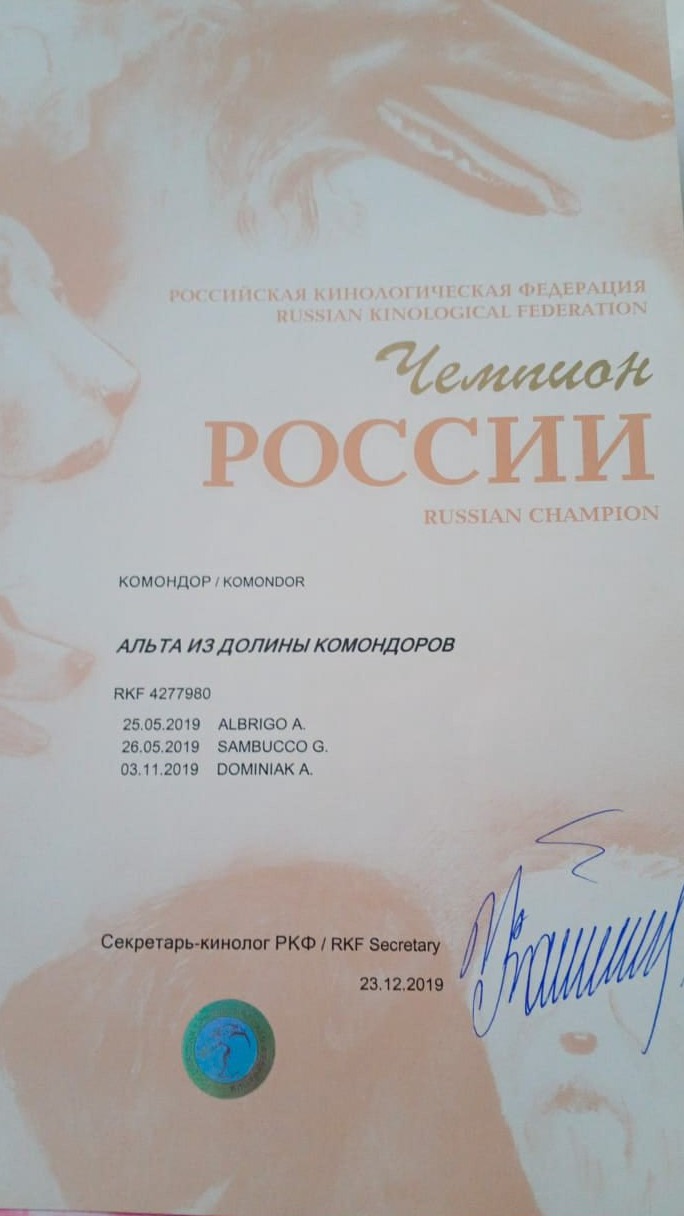 РОССИЙСКАЯ КИНОЛОГИЧЕСКАЯ ФЕДЕРАЦИЯ
RUSSIAN KINOLOGICAL FEDERATION
Чемпион
РОССИИ
RUSSIAN CHAMPION
КОМОНДОР / KOMONDOR
АЛЬТА ИЗ ДОЛИНЫ КОМОНДОРОВ
RKF 4277980
25.05.2019 ALBRIGO A.
26.05.2019 SAMBUCCO G.
03.11.2019 DOMINIAK A.
Секретарь-кинолог РКФ / RKF Secretary
23.12.2019